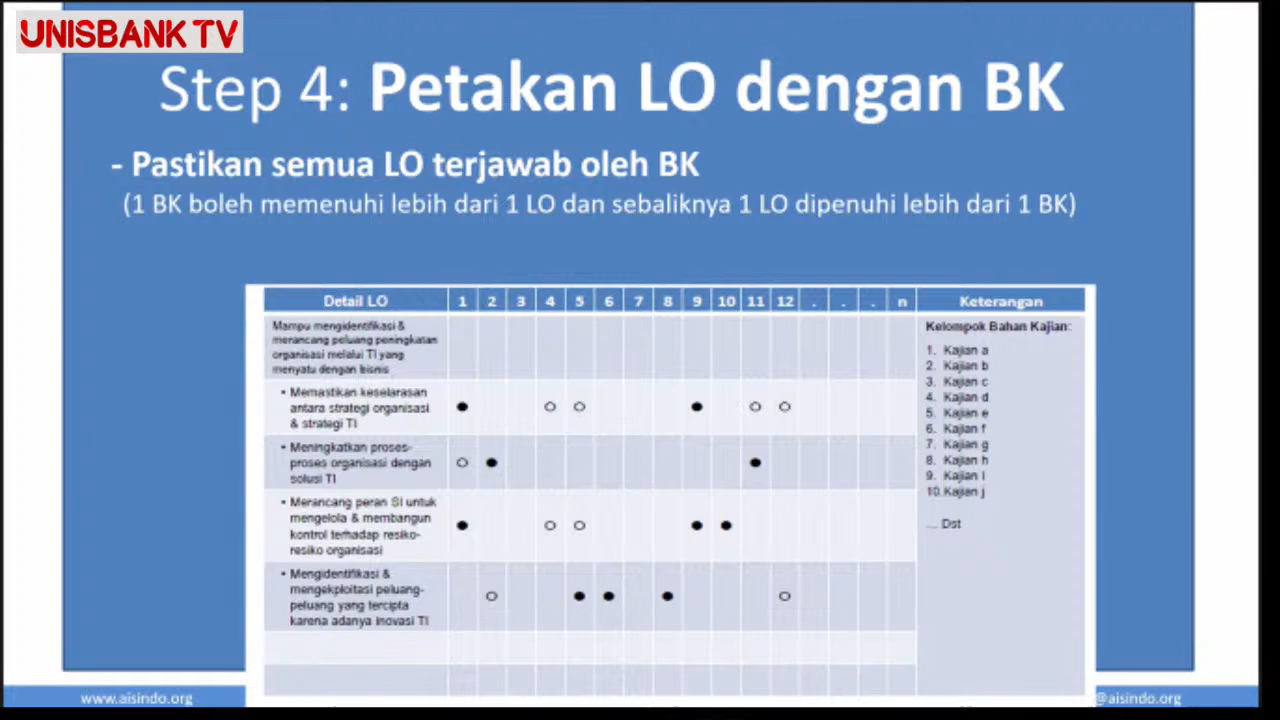 UNISBANK TV
Step 4: Petakan LO dengan BK
- Pastikan semua LO terjawab oleh BK
(1 BK boleh memenuhi lebih dari 1 LO dan sebaliknya 1 LO dipenuhi lebih dari 1 BK)
Detail LO 1 2 3 4 5 6 7 8 9 10 11 12 . . . n Keterangan
Mampu mengidentifikasi &
merancang peluang peningkatan
organisasi melalui TI yang
menyatu dengan bisnis
• Memastikan keselarasan
antara strategi organisasi
& strategi TI
● ○ ○ ● ○ ○
• Meningkatkan proses-
proses organisasi dengan
solusi TI
○ ● ●
• Merancang peran SI untuk
mengelola & membangun
kontrol terhadap resiko-
resiko organisasi
● ○ ○ ● ●
• Mengidentifikasi &
mengekploitasi peluang-
peluang yang tercipta
karena adanya inovasi TI
○ ● ● ● ○
Kelompok Bahan Kajian:
1. Kajian a
2. Kajian b
3. Kajian c
4. Kajian d
5. Kajian e
6. Kajian f
7. Kajian g
8. Kajian h
9. Kajian i
10.Kajian j
.... Dst
www.aisindo.org
@aisindo.org